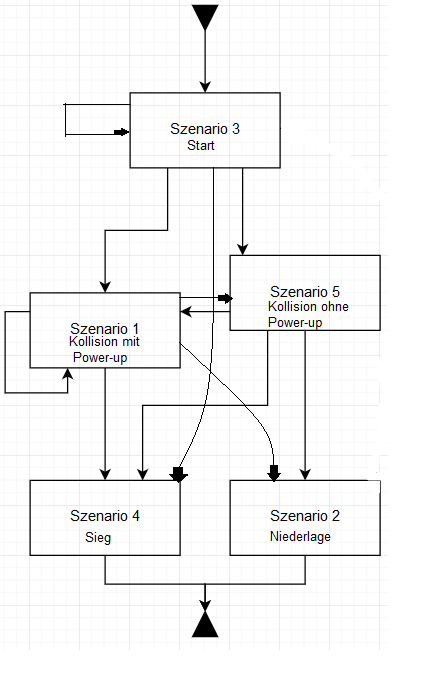 Szenario 3
Start
Szenario 5
Kollision ohne
Power-up
Szenario 1
Kollision mit
Power-up
Szenario 4
Sieg
Szenario 2
Niederlage